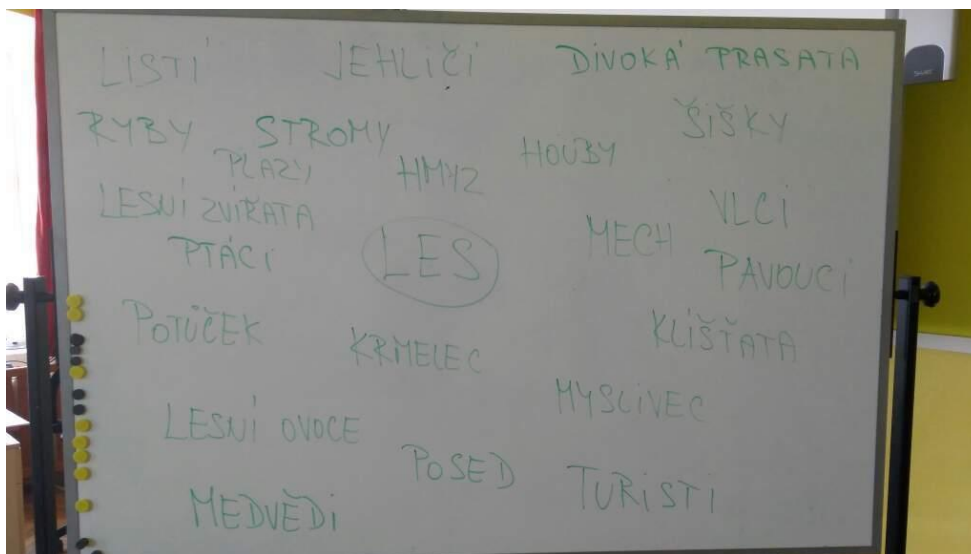 LISTÍ JEHLIČÍ DIVOKÁ PRASATA
RYBY STROMY HOUBY ŠIŠKY
PLAZI HMYZ
LESNÍ ZVÍŘATA MECH VLCI
PTÁCI LES PAVOUCI
POTŮČEK KRMELEC KLÍŠŤATA
LESNÍ OVOCE MYSLIVEC
POSED TURISTI
MEDVĚDI